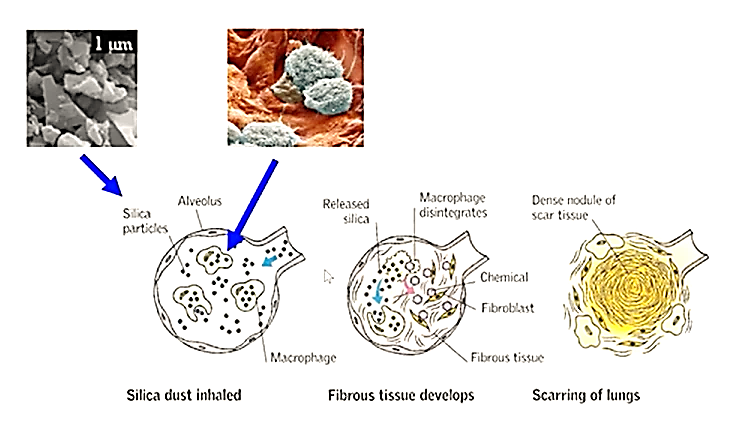 1 µm
Alveolus
Silica
particles
Macrophage
Silica dust inhaled
Released
silica
Macrophage
disintegrates
Chemical
Fibroblast
Fibrous tissue
Fibrous tissue develops
Dense nodule of
scar tissue
Scarring of lungs